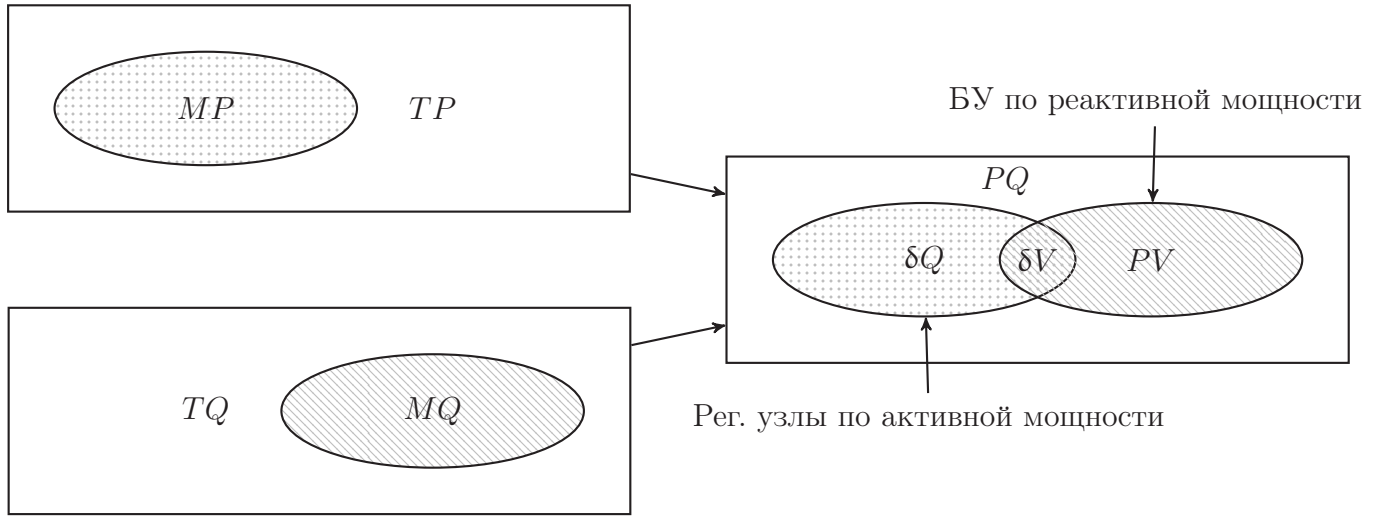 MP
TP
БУ по реактивной мощности
PQ
δQ
δV
PV
TQ
MQ
Рег. узлы по активной мощности